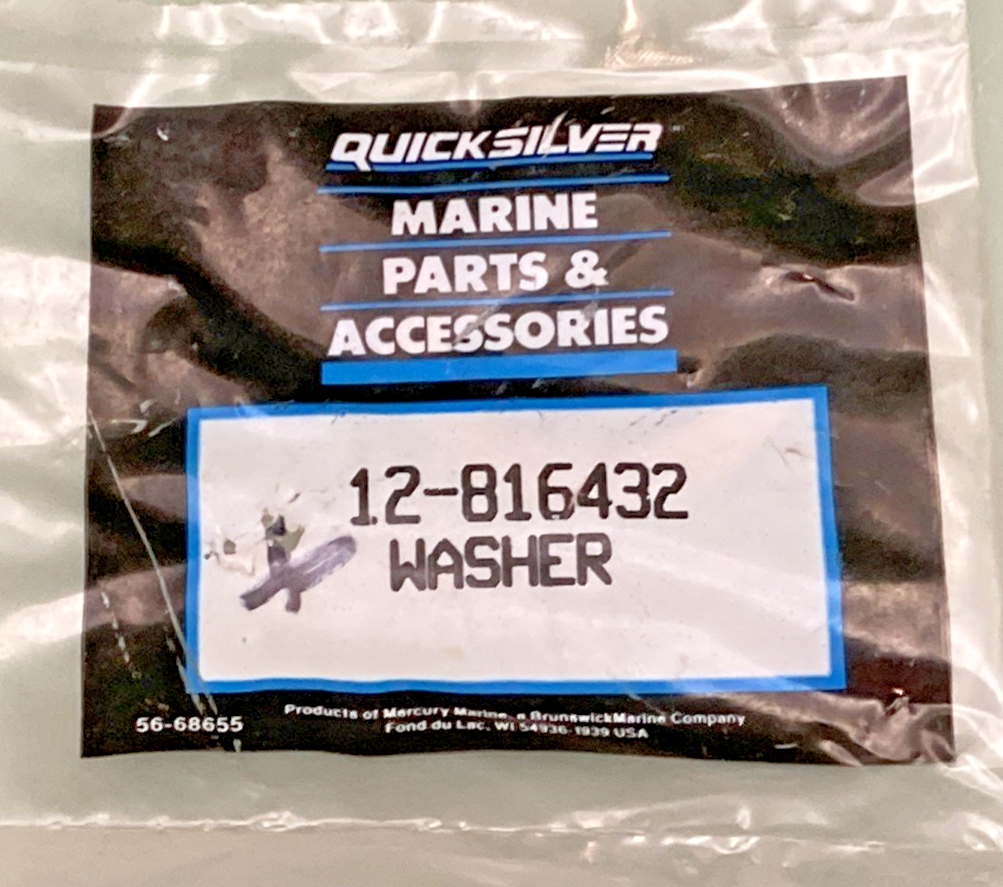 QUICKSILVER
MARINE
PARTS &
ACCESSORIES
12-816432
WASHER
56-68655
Products of Mercury Marine, a Brunswick Marine Company
Fond du Lac, WI 54936-1939 USA